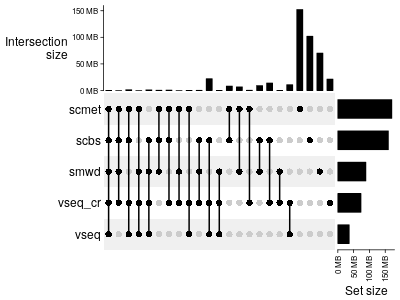 150 MB
100 MB
50 MB
0 MB
Intersection
size
scmet
scbs
smwd
vseq_cr
vseq
0 MB
50 MB
100 MB
150 MB
Set size